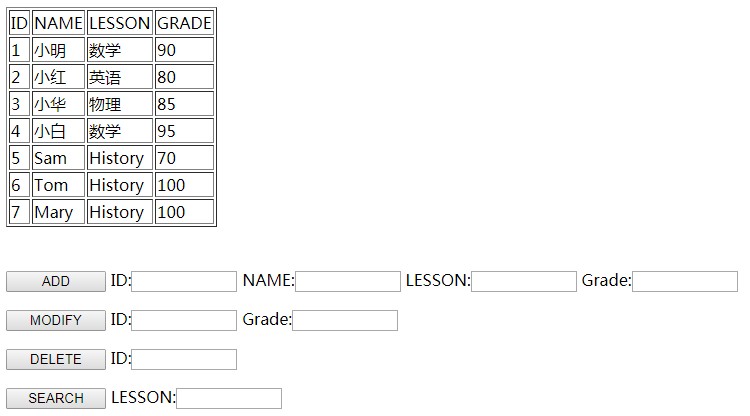 ID NAME LESSON GRADE
1 小明 数学 90
2 小红 英语 80
3 小华 物理 85
4 小白 数学 95
5 Sam History 70
6 Tom History 100
7 Mary History 100
ADD ID: NAME: LESSON: Grade:
MODIFY ID: Grade:
DELETE ID:
SEARCH LESSON: